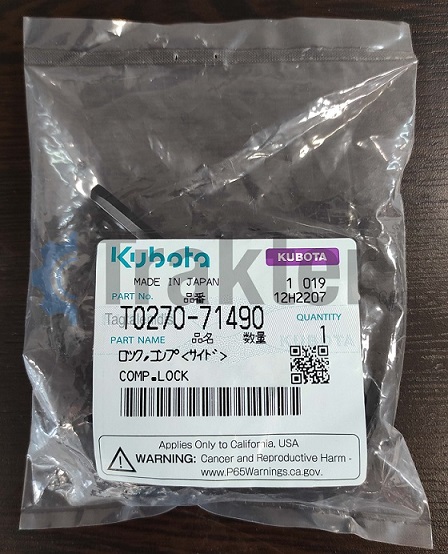 Kubota KUBOTA
MADE IN JAPAN 1 019
PART No. 品番 12H2207
T0270-71490 QUANTITY
PART NAME 品名 数量 1
ロツク,コンプ<サイド>
COMP.LOCK
Applies Only to California, USA
WARNING: Cancer and Reproductive Harm -
www.P65Warnings.ca.gov.